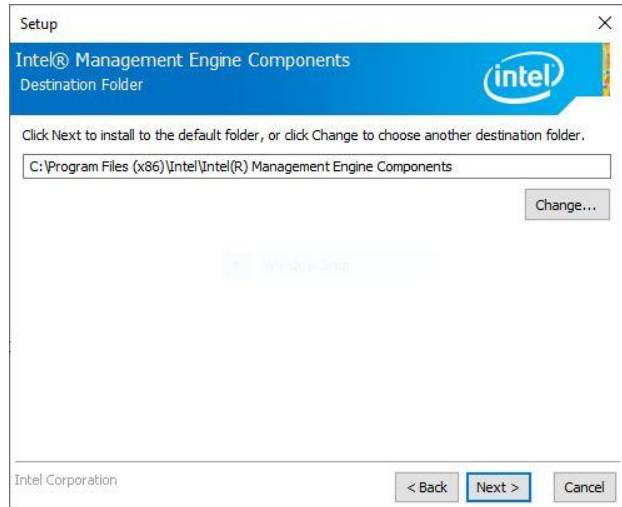 Setup
Intel® Management Engine Components
Destination Folder
intel
Click Next to install to the default folder, or click Change to choose another destination folder.
C:\Program Files (x86)\Intel\Intel(R) Management Engine Components
Change...
Window Snip
Intel Corporation
< Back
Next >
Cancel